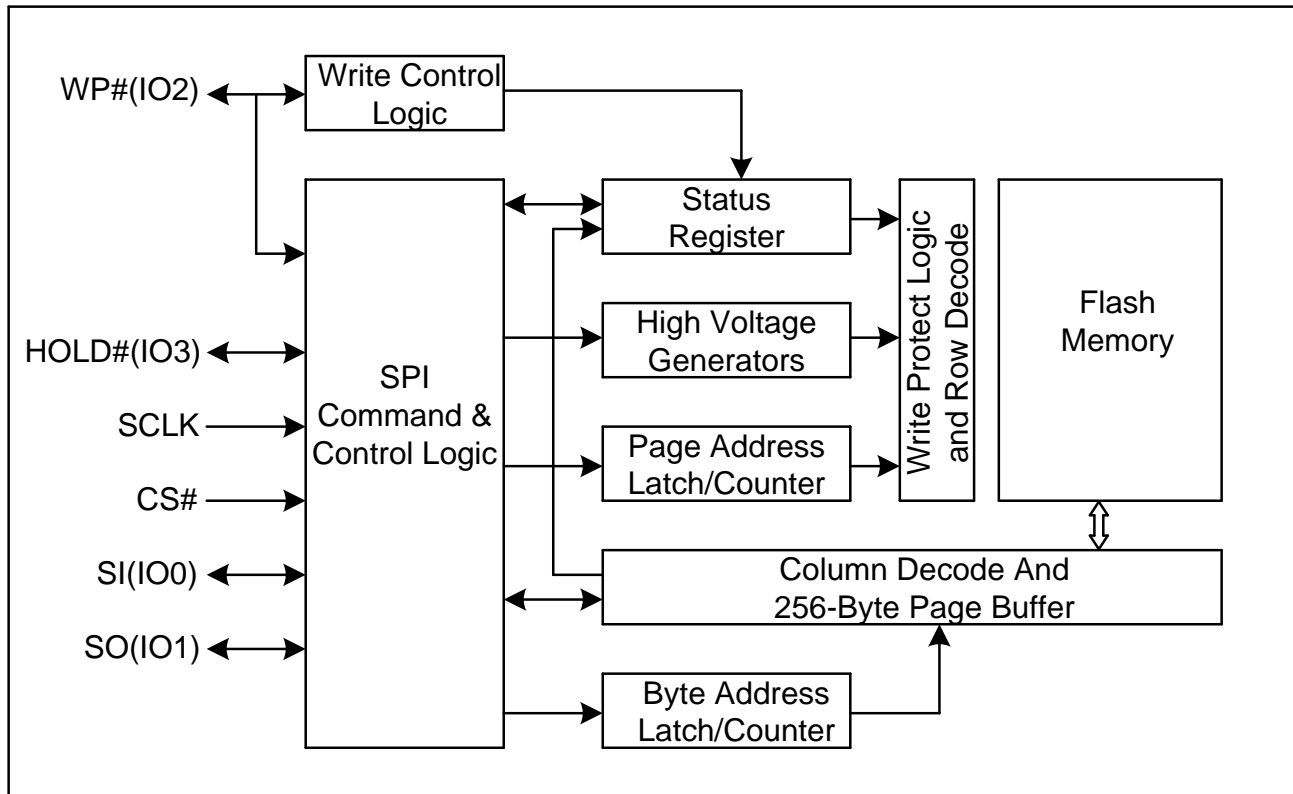 WP#(IO2)
Write Control
Logic
Status
Register
Write Protect Logic
and Row Decode
Flash
Memory
HOLD#(IO3)
High Voltage
Generators
SPI
Command &
Control Logic
SCLK
Page Address
Latch/Counter
CS#
SI(IO0)
Column Decode And
256-Byte Page Buffer
SO(IO1)
Byte Address
Latch/Counter